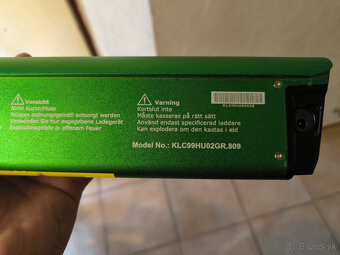 Vorsicht
Nicht Kurzschluss
Müssen ordnungsgemäß entsorgt werden
Verwenden Sie nur angegebene Ladegerät
Explosionsgefahr in offenem Feuer
Varning
Kortslut inte
Måste kasseras på rätt sätt
Använd endast specificerad laddare
Kan explodera om den kastas i eld
Model No.: KLC99HU02GR.809
Bazos.sk